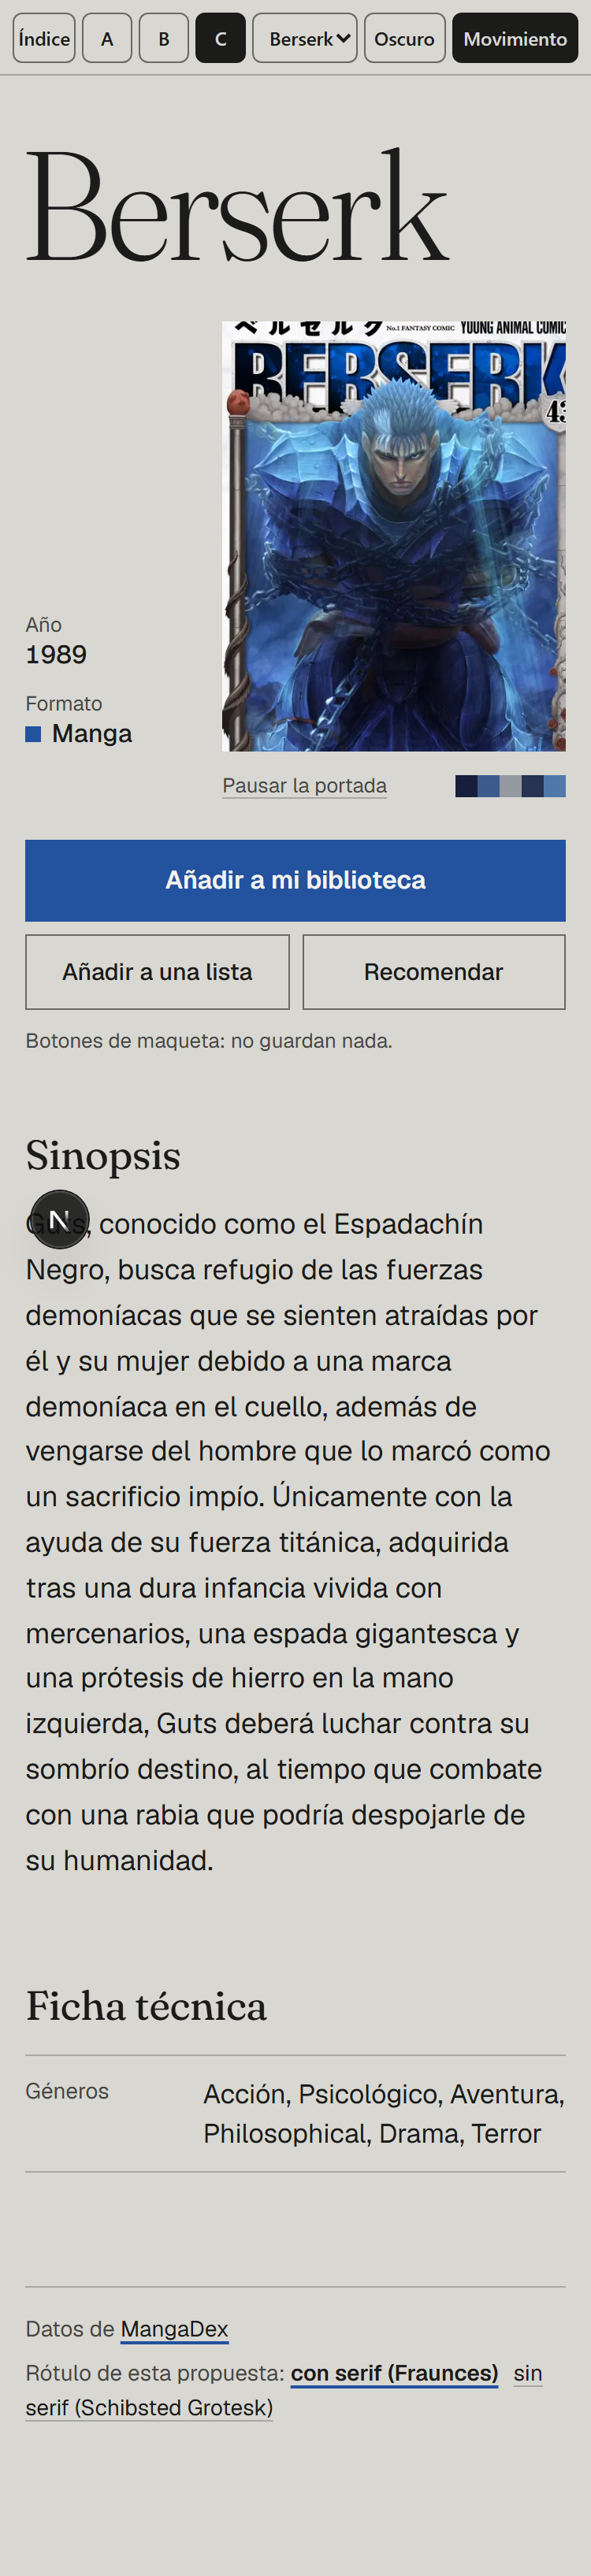 Índice A B C Berserk Oscuro Movimiento
Berserk
ベルセルク No.1 FANTASY COMIC YOUNG ANIMAL COMIC
BERSERK
43
Año
1989
Formato
Manga
Pausar la portada
Añadir a mi biblioteca
Añadir a una lista Recomendar
Botones de maqueta: no guardan nada.
Sinopsis
N
Guts, conocido como el Espadachín
Negro, busca refugio de las fuerzas
demoníacas que se sienten atraídas por
él y su mujer debido a una marca
demoníaca en el cuello, además de
vengarse del hombre que lo marcó como
un sacrificio impío. Únicamente con la
ayuda de su fuerza titánica, adquirida
tras una dura infancia vivida con
mercenarios, una espada gigantesca y
una prótesis de hierro en la mano
izquierda, Guts deberá luchar contra su
sombrío destino, al tiempo que combate
con una rabia que podría despojarle de
su humanidad.
Ficha técnica
Géneros Acción, Psicológico, Aventura,
Philosophical, Drama, Terror
Datos de MangaDex
Rótulo de esta propuesta: con serif (Fraunces) sin
serif (Schibsted Grotesk)